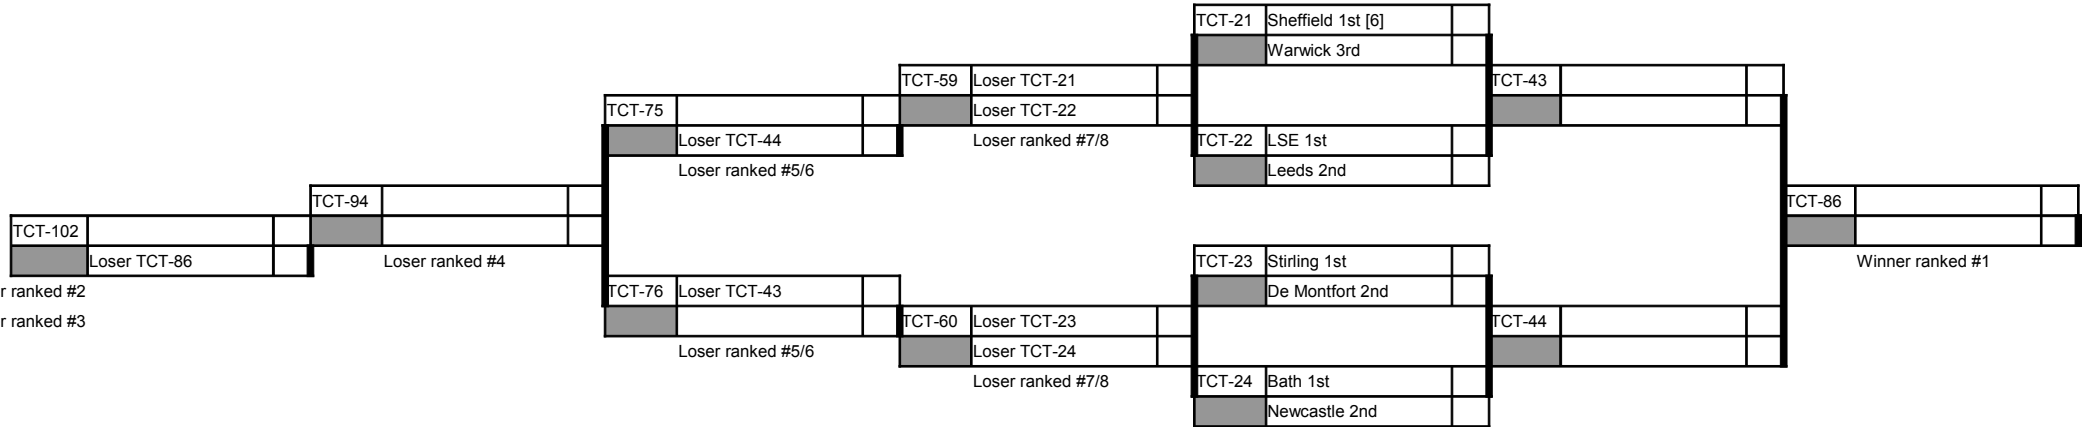 TCT-21 Sheffield 1st [6]
Warwick 3rd
TCT-59 Loser TCT-21 TCT-43
TCT-75 Loser TCT-22
Loser TCT-44 Loser ranked #7/8 TCT-22 LSE 1st
Loser ranked #5/6 Leeds 2nd
TCT-94 TCT-86
TCT-102
Loser TCT-86 Loser ranked #4 TCT-23 Stirling 1st Winner ranked #1
r ranked #2 TCT-76 Loser TCT-43 De Montfort 2nd
r ranked #3 TCT-60 Loser TCT-23 TCT-44
Loser ranked #5/6 Loser TCT-24
Loser ranked #7/8 TCT-24 Bath 1st
Newcastle 2nd